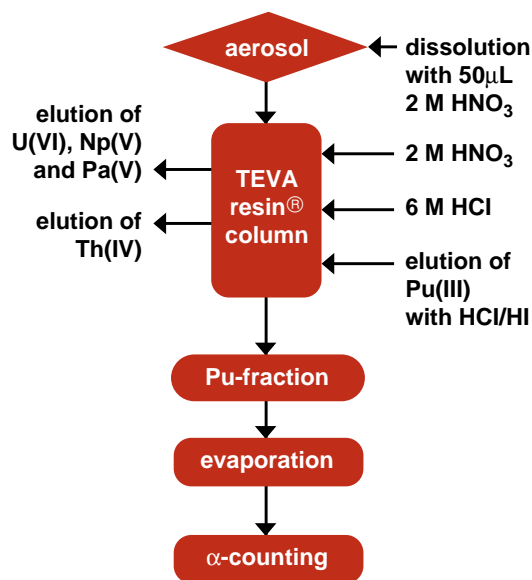 aerosol
dissolution
with 50μL
2 M HNO₃
elution of
U(VI), Np(V)
and Pa(V)
elution of
Th(IV)
TEVA
resin®
column
2 M HNO₃
6 M HCl
elution of
Pu(III)
with HCl/HI
Pu-fraction
evaporation
α-counting